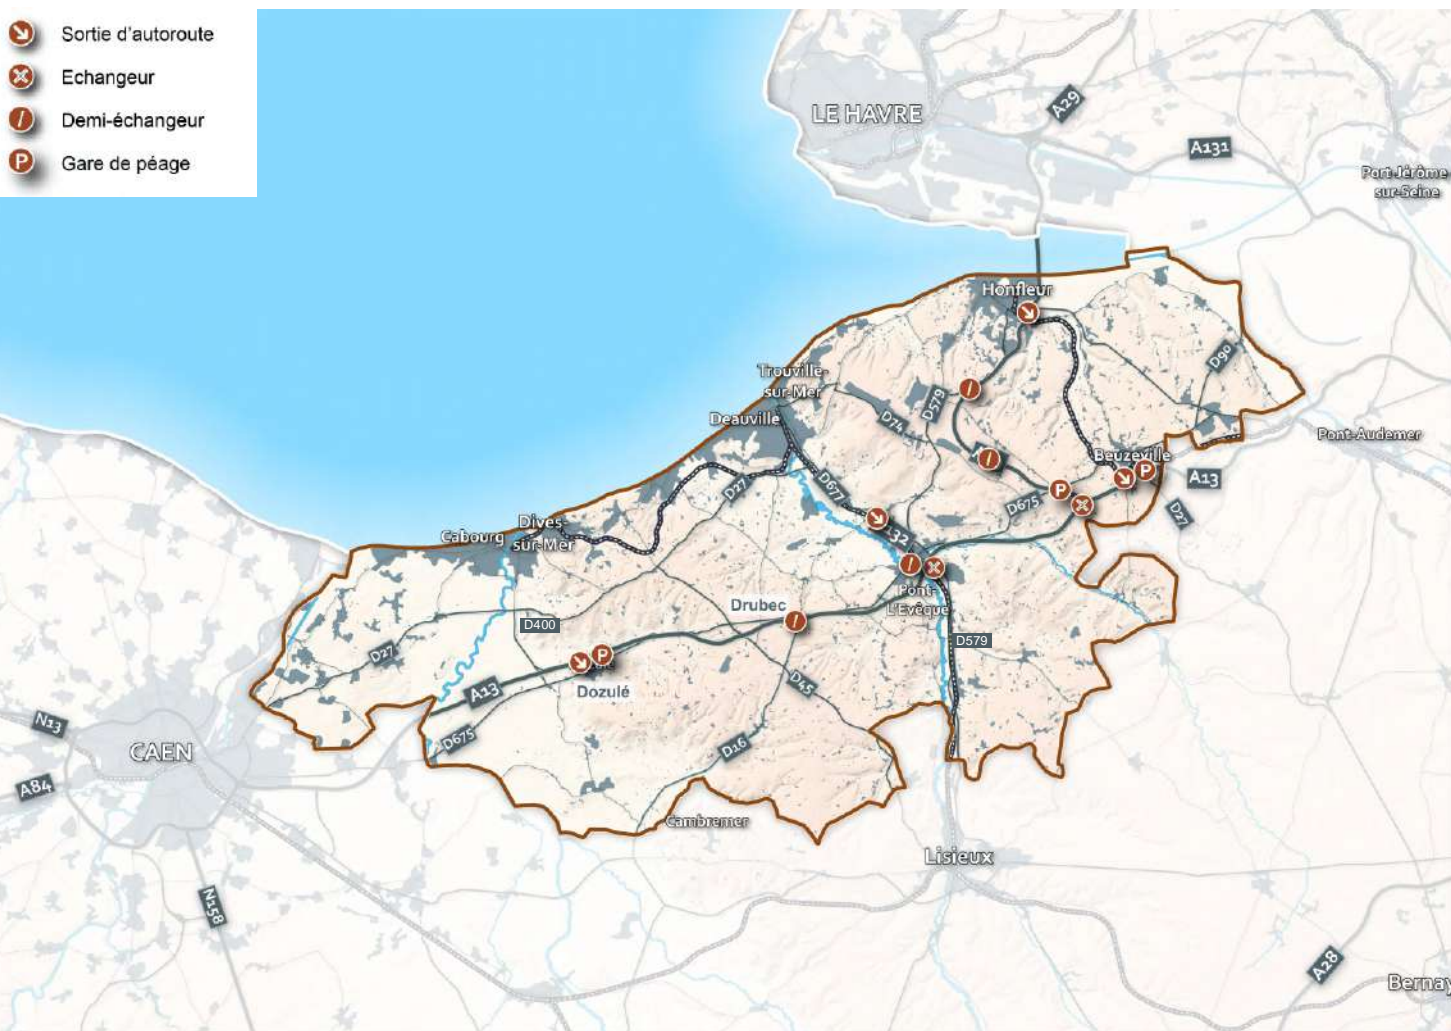 Sortie d'autoroute
Echangeur
Demi-échangeur
P
Gare de péage
LE HAVRE
A29
A131
Port-Jérôme-
sur-Seine
Honfleur
D90
Trouville-
sur-Mer
D579
Deauville
D74
Pont-Audemer
Beuzeville
P
A13
D27
D677
P
D675
D27
Cabourg
Dives-
sur-Mer
Pont-
L'Evêque
Drubec
D400
D579
D27
P
Dozulé
A13
D45
D675
D16
N13
CAEN
A84
Cambremer
Lisieux
N158
A28
Bernay